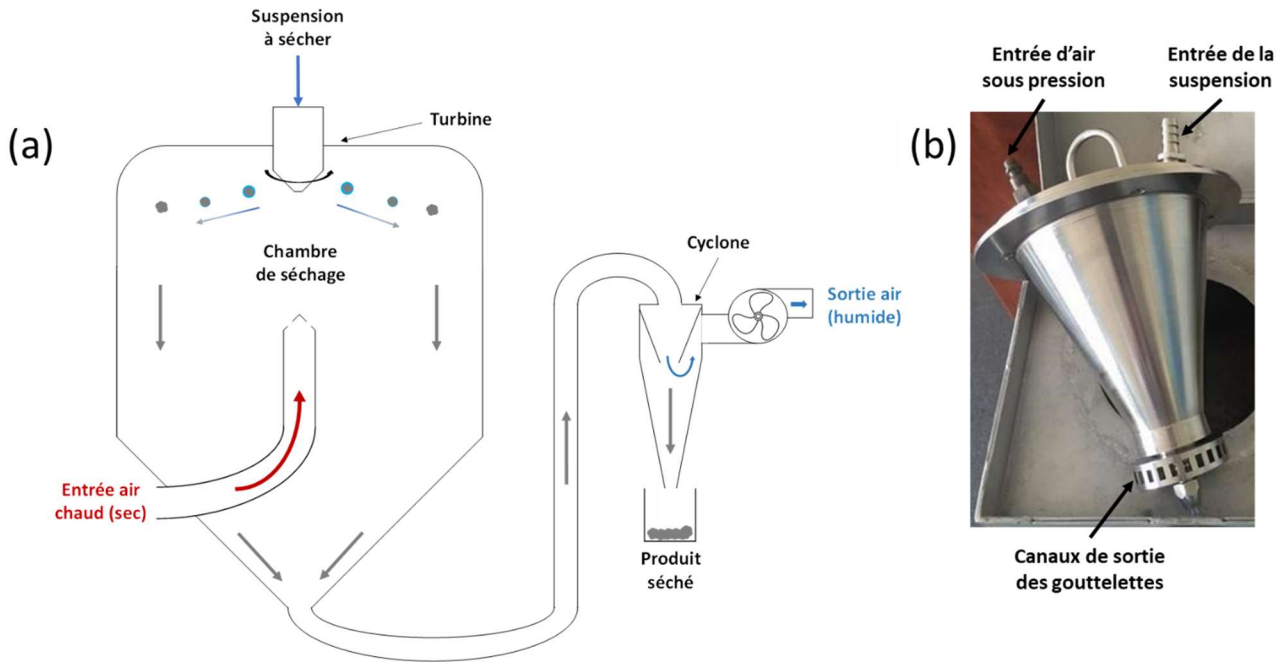 (a)
Suspension
à sécher
Turbine
Chambre
de séchage
Entrée air
chaud (sec)
Cyclone
Sortie air
(humide)
Produit
séché
(b)
Entrée d’air
sous pression
Entrée de la
suspension
Canaux de sortie
des gouttelettes